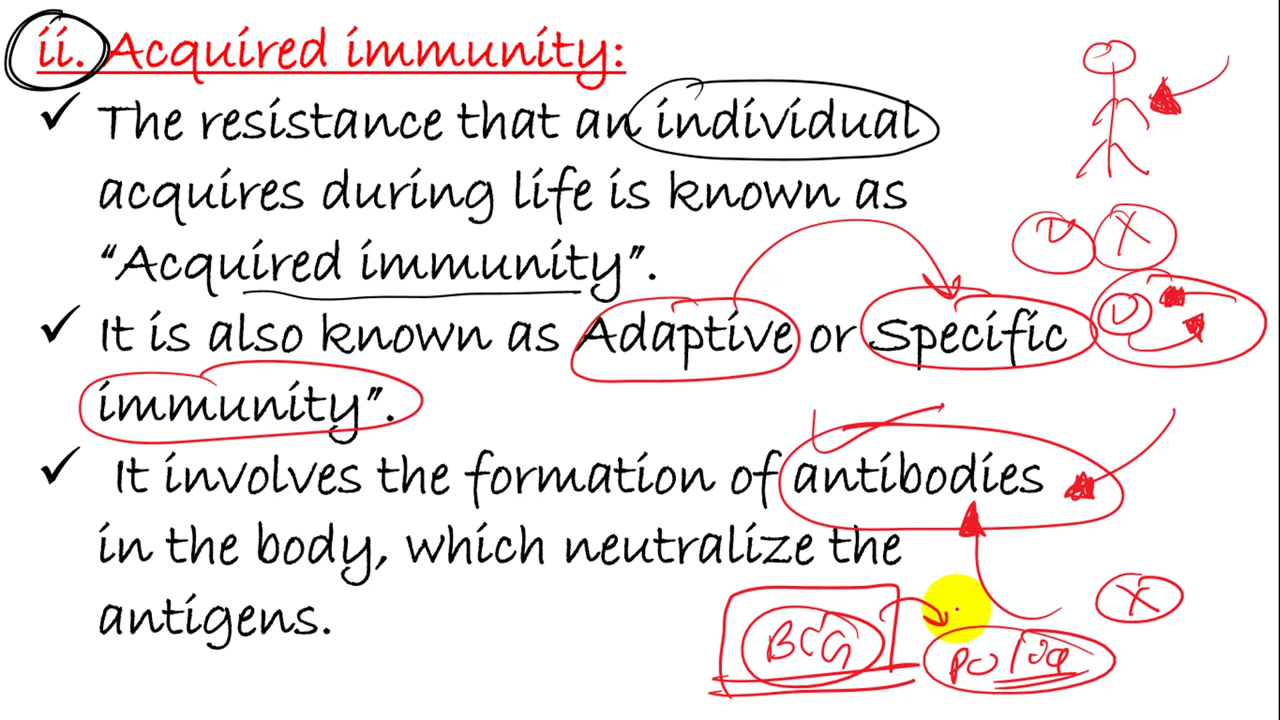 ii. Acquired immunity:
✓ The resistance that an individual
acquires during life is known as
“Acquired immunity”.
✓ It is also known as Adaptive or Specific
immunity”.
✓ It involves the formation of antibodies
in the body, which neutralize the
antigens.
X
X
BCG